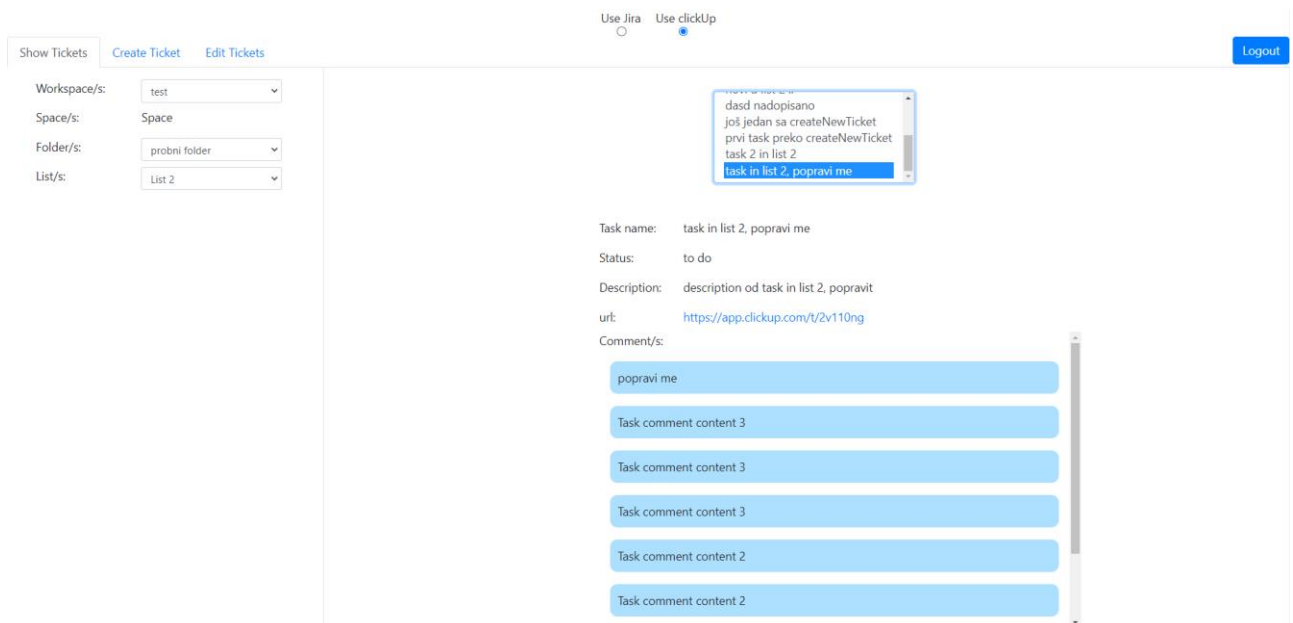 Use Jira Use clickUp
Show Tickets Create Ticket Edit Tickets
Logout
Workspace/s: test
Space/s: Space
Folder/s: probni folder
List/s: List 2
dasd nadopisano
još jedan sa createNewTicket
prvi task preko createNewTicket
task 2 in list 2
task in list 2, popravi me
Task name: task in list 2, popravi me
Status: to do
Description: description od task in list 2, popravit
url: https://app.clickup.com/t/2v110ng
Comment/s:
popravi me
Task comment content 3
Task comment content 3
Task comment content 3
Task comment content 2
Task comment content 2